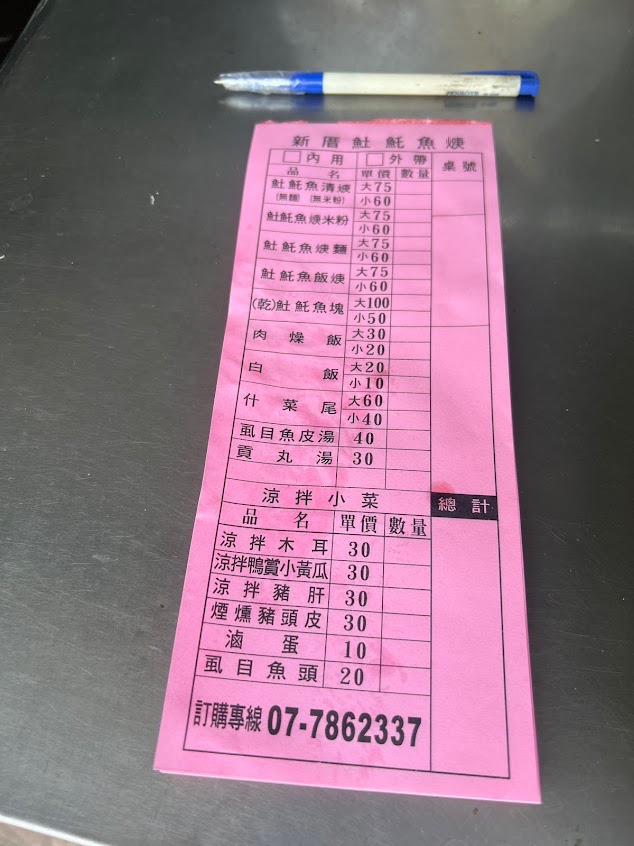 新厝𩵚魠魚焿
內用 外帶 桌號
品名 單價 數量
𩵚魠魚清焿 大75
(無麵) (無米粉) 小60
𩵚魠魚焿米粉 大75
小60
𩵚魠魚焿麵 大75
小60
𩵚魠魚飯焿 大75
小60
(乾)𩵚魠魚塊 大100
小50
肉燥飯 大30
小20
白飯 大20
小10
什菜尾 大60
小40
虱目魚皮湯 40
貢丸湯 30
涼拌小菜 總計
品名 單價 數量
涼拌木耳 30
涼拌鴨賞小黃瓜 30
涼拌豬肝 30
煙燻豬頭皮 30
滷蛋 10
虱目魚頭 20
訂購專線 07-7862337